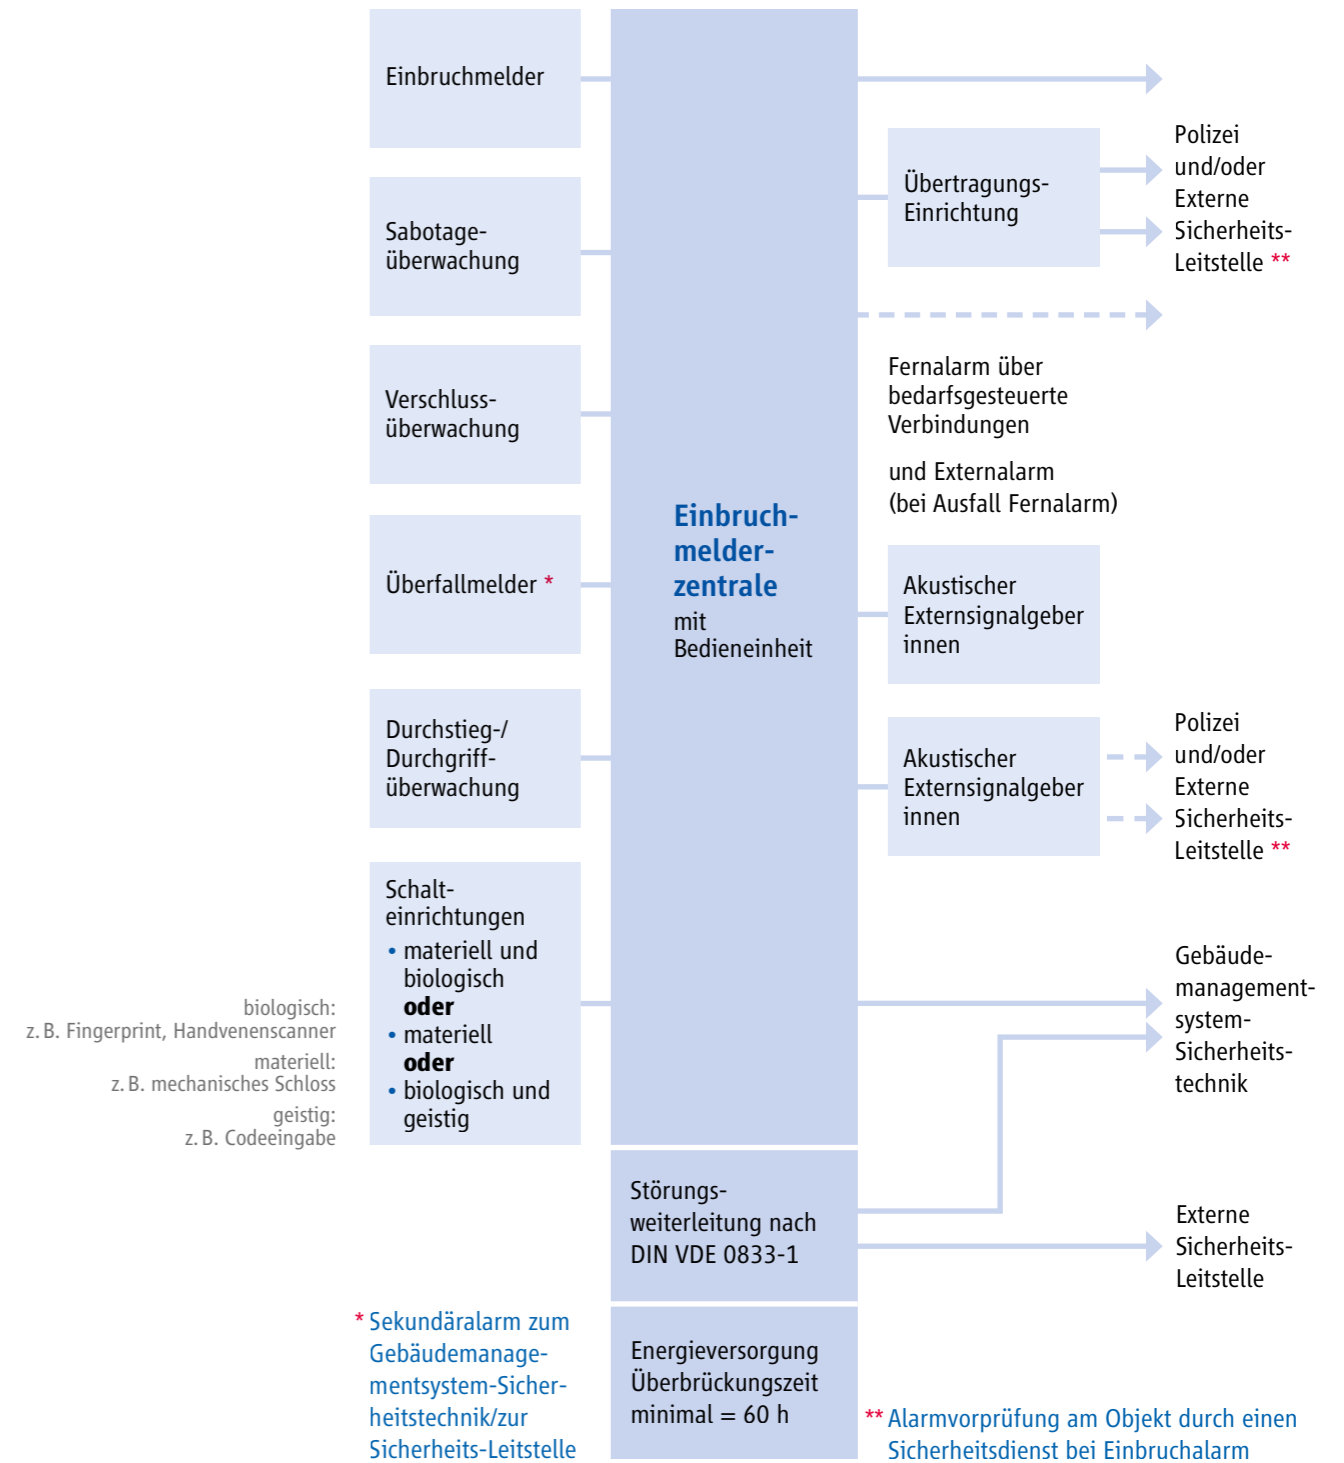 Einbruchmelder
Sabotage-
überwachung
Verschluss-
überwachung
Überfallmelder *
Durchstieg-/
Durchgriff-
überwachung
Schalt-
einrichtungen
• materiell und
biologisch
oder
• materiell
oder
• biologisch und
geistig
biologisch:
z. B. Fingerprint, Handvenenscanner
materiell:
z. B. mechanisches Schloss
geistig:
z. B. Codeeingabe
Einbruch-
melder-
zentrale
mit
Bedieneinheit
Störungs-
weiterleitung nach
DIN VDE 0833-1
Energieversorgung
Überbrückungszeit
minimal = 60 h
Übertragungs-
Einrichtung
Polizei
und/oder
Externe
Sicherheits-
Leitstelle **
Fernalarm über
bedarfsgesteuerte
Verbindungen
und Externalarm
(bei Ausfall Fernalarm)
Akustischer
Externsignalgeber
innen
Akustischer
Externsignalgeber
innen
Polizei
und/oder
Externe
Sicherheits-
Leitstelle **
Gebäude-
management-
system-
Sicherheits-
technik
Externe
Sicherheits-
Leitstelle
* Sekundäralarm zum
Gebäudemanage-
mentsystem-Sicher-
heitstechnik/zur
Sicherheits-Leitstelle
** Alarmvorprüfung am Objekt durch einen
Sicherheitsdienst bei Einbruchalarm